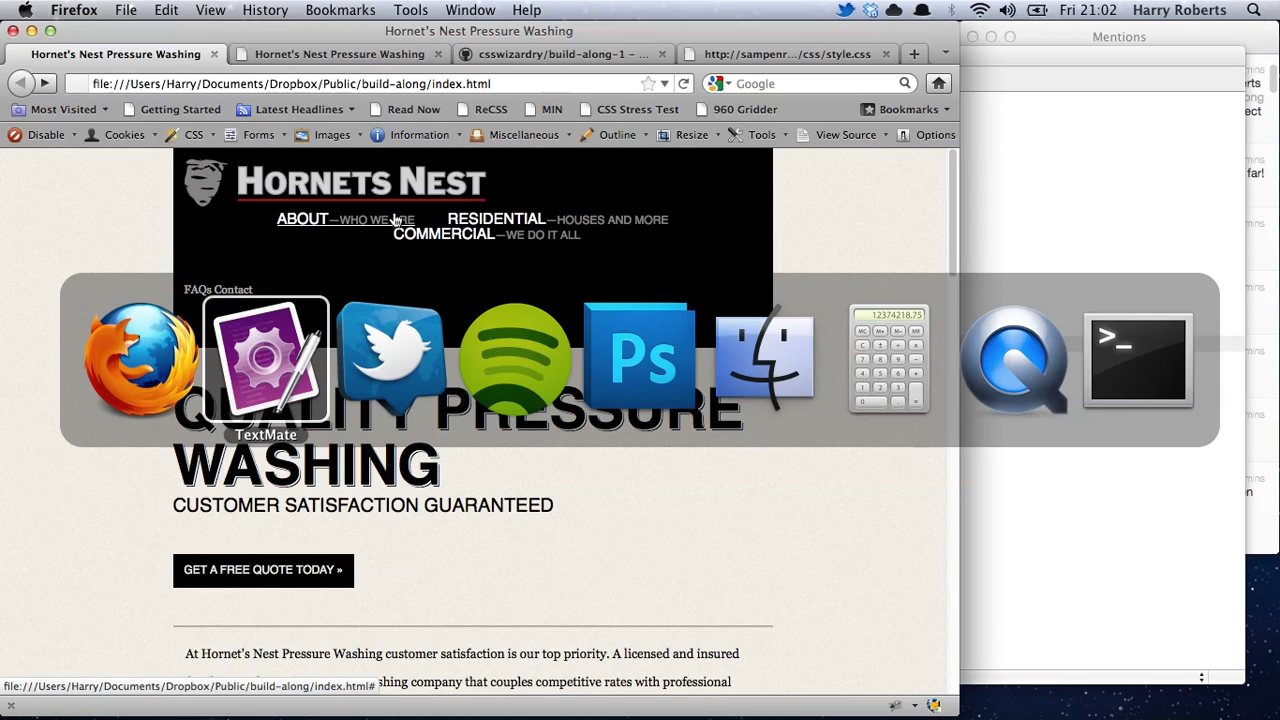 Firefox File Edit View History Bookmarks Tools Window Help Fri 21:02 Harry Roberts
Hornet's Nest Pressure Washing
Mentions
Hornet's Nest Pressure Washing Hornet's Nest Pressure Washing csswizardry/build-along-1 – ... http://sampenr.../css/style.css
file:///Users/Harry/Documents/Dropbox/Public/build-along/index.html Google
Most Visited Getting Started Latest Headlines Read Now ReCSS MIN CSS Stress Test 960 Gridder Bookmarks
Disable Cookies CSS Forms Images Information Miscellaneous Outline Resize Tools View Source Options
HORNETS NEST
ABOUT—WHO WE ARE RESIDENTIAL—HOUSES AND MORE
COMMERCIAL—WE DO IT ALL
FAQs Contact
12374218.75
Ps
>_
QUALITY PRESSURE
WASHING
TextMate
CUSTOMER SATISFACTION GUARANTEED
GET A FREE QUOTE TODAY »
At Hornet's Nest Pressure Washing customer satisfaction is our top priority. A licensed and insured
shing company that couples competitive rates with professional
file:///Users/Harry/Documents/Dropbox/Public/build-along/index.html#